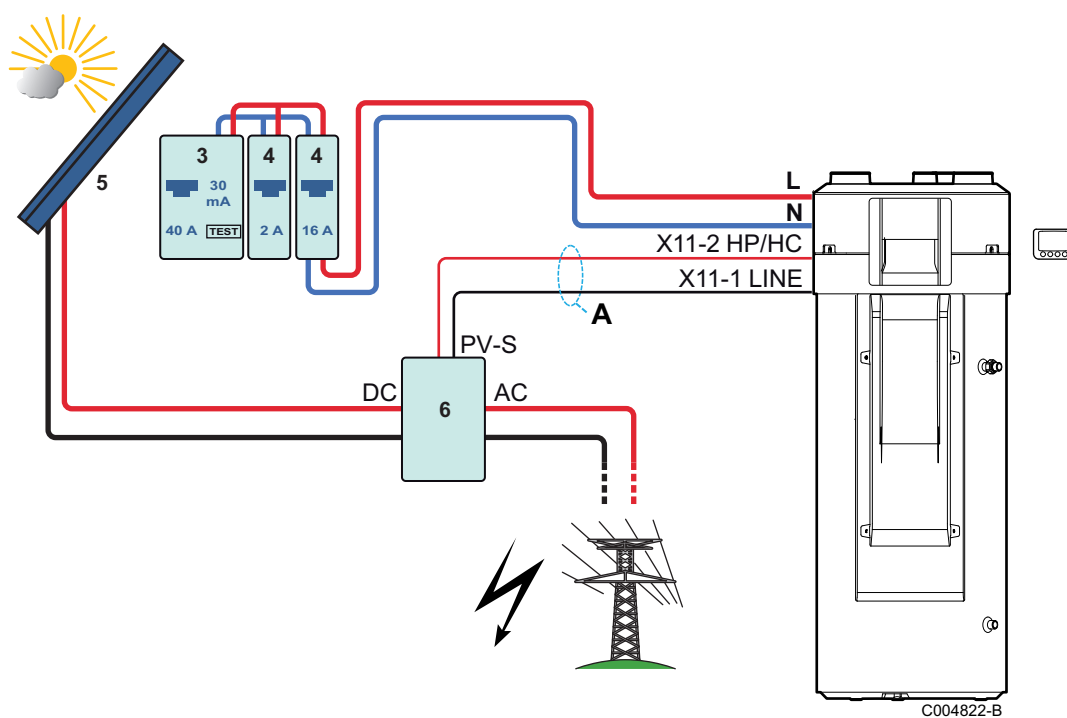 3
30
mA
40 A TEST
4
2 A
4
16 A
5
L
N
X11-2 HP/HC
X11-1 LINE
A
PV-S
DC
6
AC
C004822-B